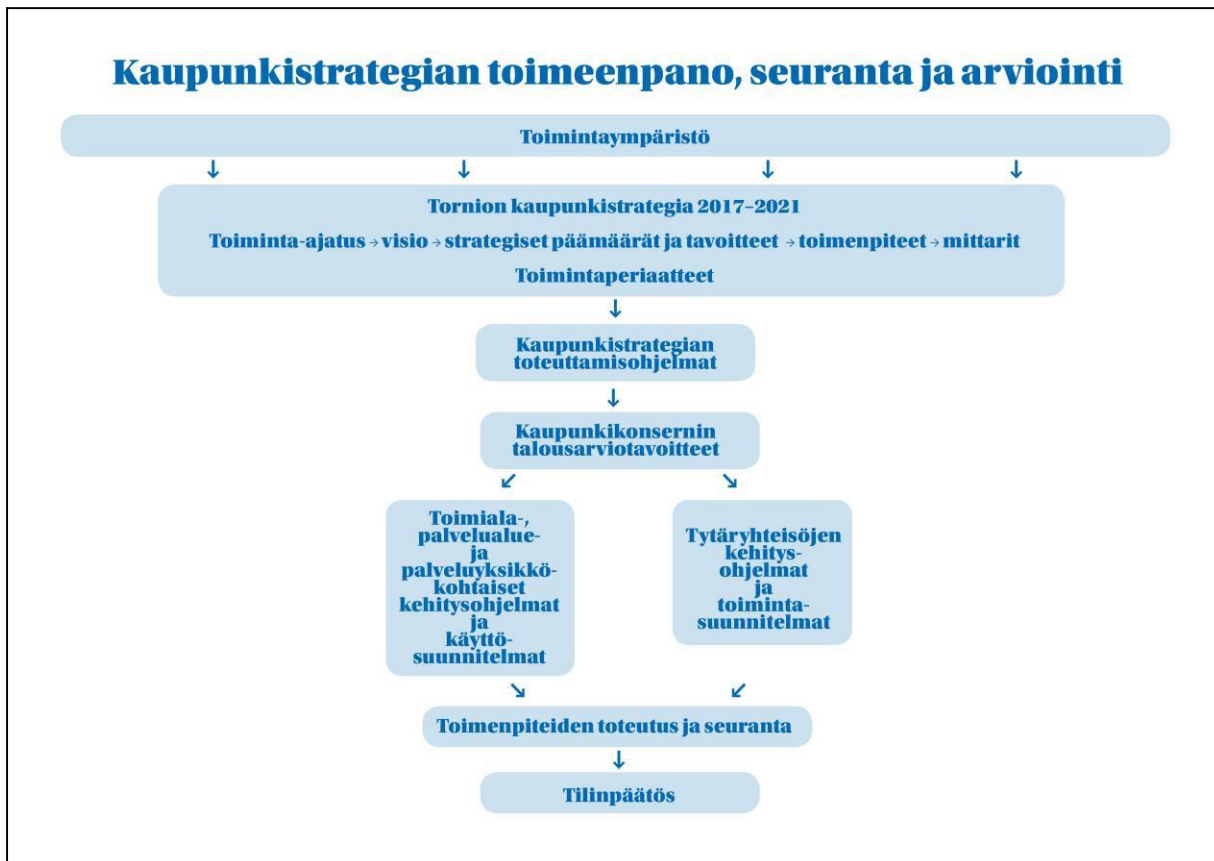 Kaupunkistrategian toimeenpano, seuranta ja arviointi
Toimintaympäristö
↓ ↓ ↓ ↓
Tornion kaupunkistrategia 2017–2021
Toiminta-ajatus → visio → strategiset päämäärät ja tavoitteet → toimenpiteet → mittarit
Toimintaperiaatteet
↓
Kaupunkistrategian
toteuttamisohjelmat
↓
Kaupunkikonsernin
talousarviotavoitteet
↙ ↘
Toimiala-,
palvelualue-
ja
palveluyksikkö-
kohtaiset
kehitysohjelmat
ja
käyttö-
suunnitelmat
Tytäryhteisöjen
kehitys-
ohjelmat
ja
toiminta-
suunnitelmat
↘ ↙
Toimenpiteiden toteutus ja seuranta
↓
Tilinpäätös